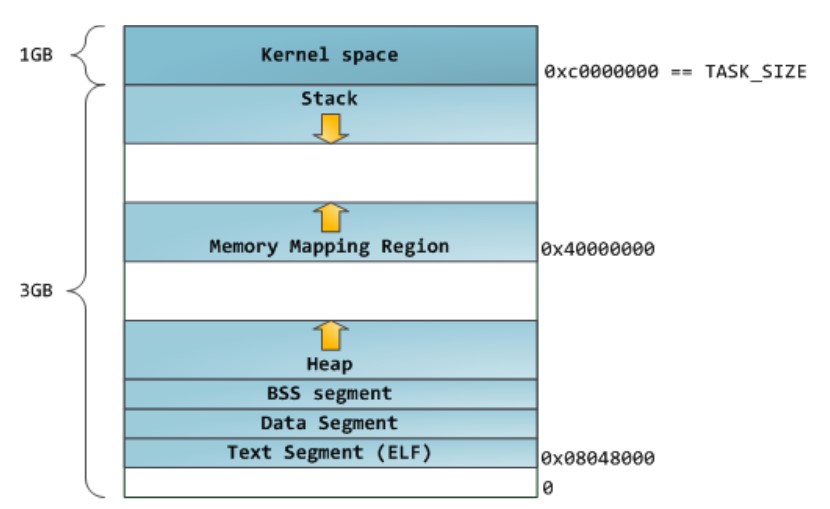 1GB
Kernel space
0xc0000000 == TASK_SIZE
Stack
Memory Mapping Region
0x40000000
3GB
Heap
BSS segment
Data Segment
Text Segment (ELF)
0x08048000
0